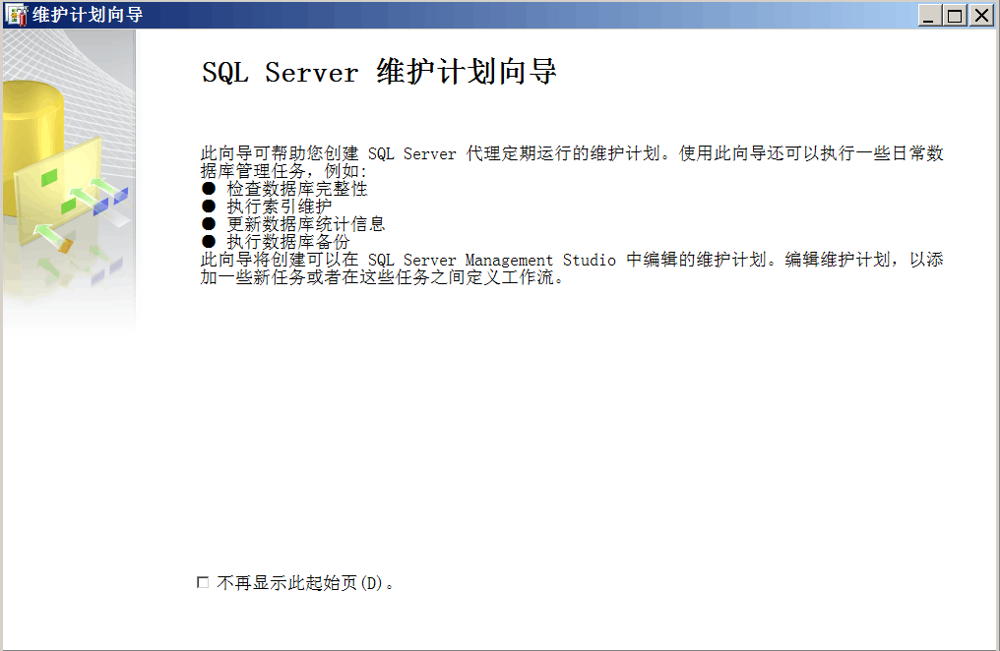 维护计划向导
SQL Server 维护计划向导
此向导可帮助您创建 SQL Server 代理定期运行的维护计划。使用此向导还可以执行一些日常数
据库管理任务，例如:
● 检查数据库完整性
● 执行索引维护
● 更新数据库统计信息
● 执行数据库备份
此向导将创建可以在 SQL Server Management Studio 中编辑的维护计划。编辑维护计划，以添
加一些新任务或者在这些任务之间定义工作流。
不再显示此起始页(D)。